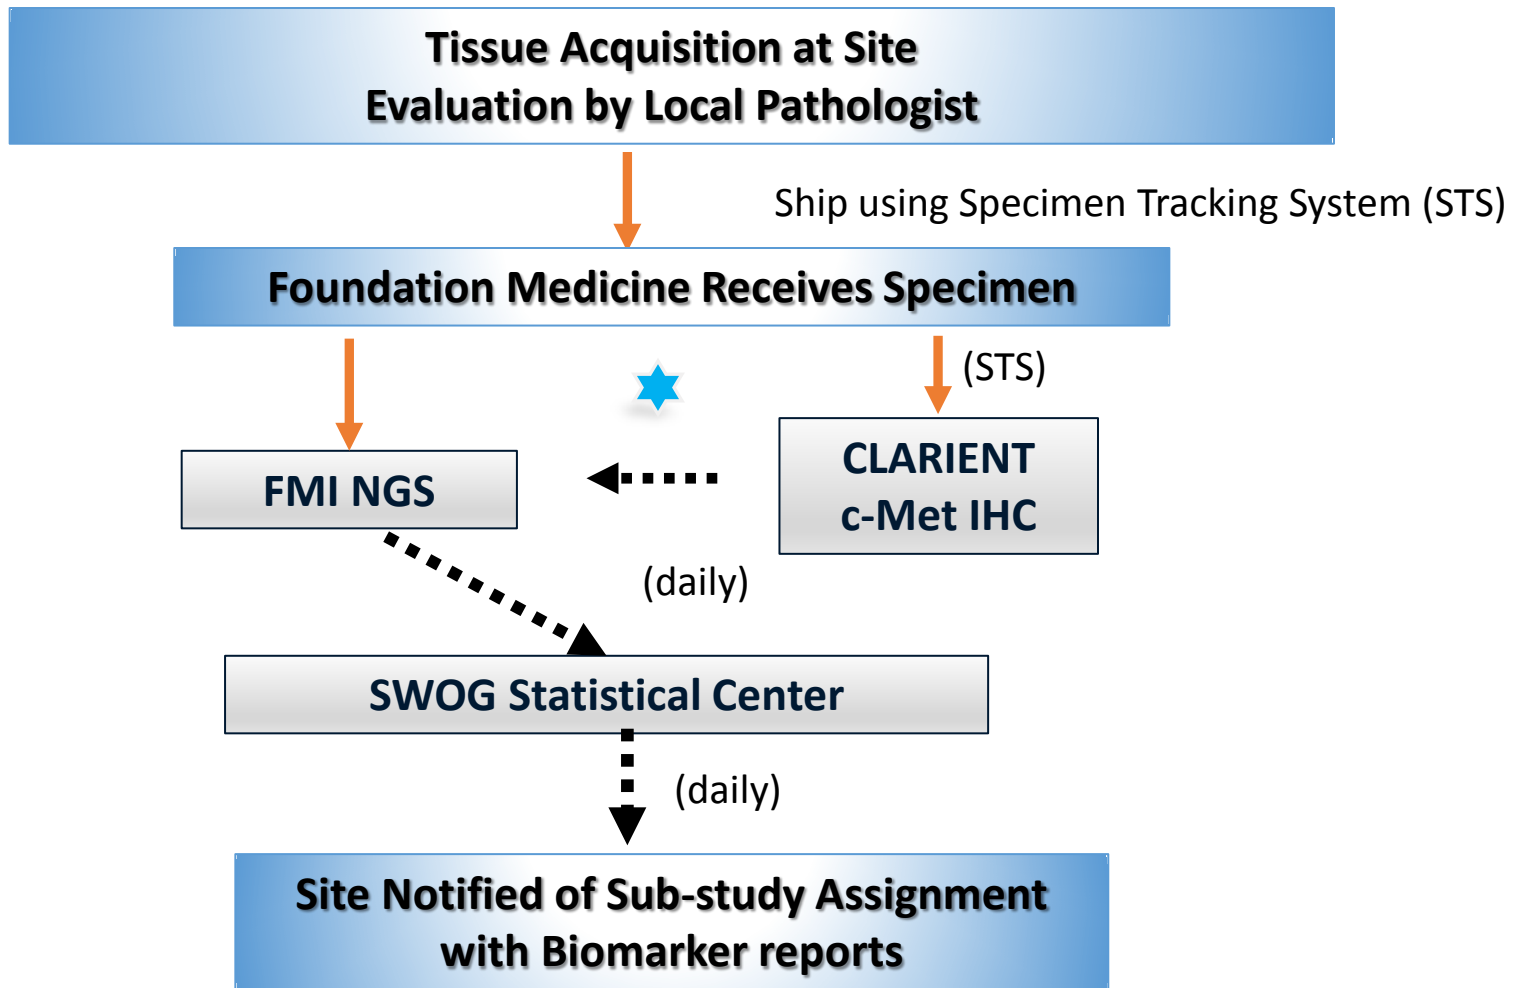 Tissue Acquisition at Site
Evaluation by Local Pathologist
Ship using Specimen Tracking System (STS)
Foundation Medicine Receives Specimen
(STS)
FMI NGS
CLARIENT
c-Met IHC
(daily)
SWOG Statistical Center
(daily)
Site Notified of Sub-study Assignment
with Biomarker reports